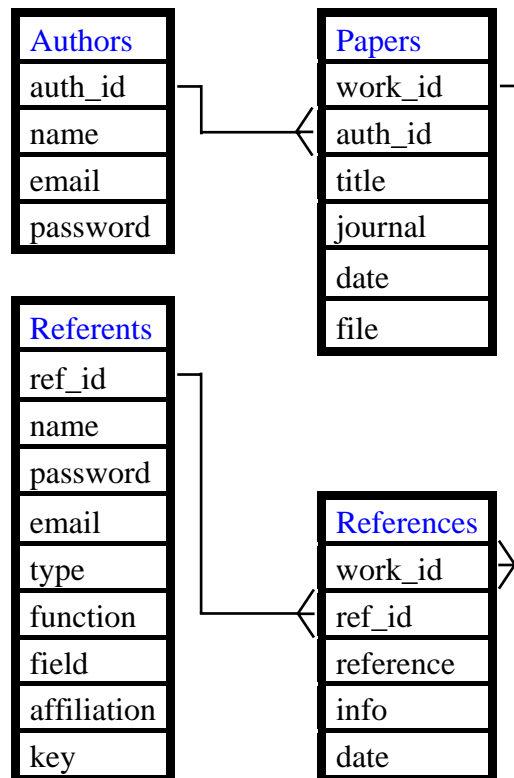 Authors
auth_id
name
email
password
Papers
work_id
auth_id
title
journal
date
file
Referents
ref_id
name
password
email
type
function
field
affiliation
key
References
work_id
ref_id
reference
info
date